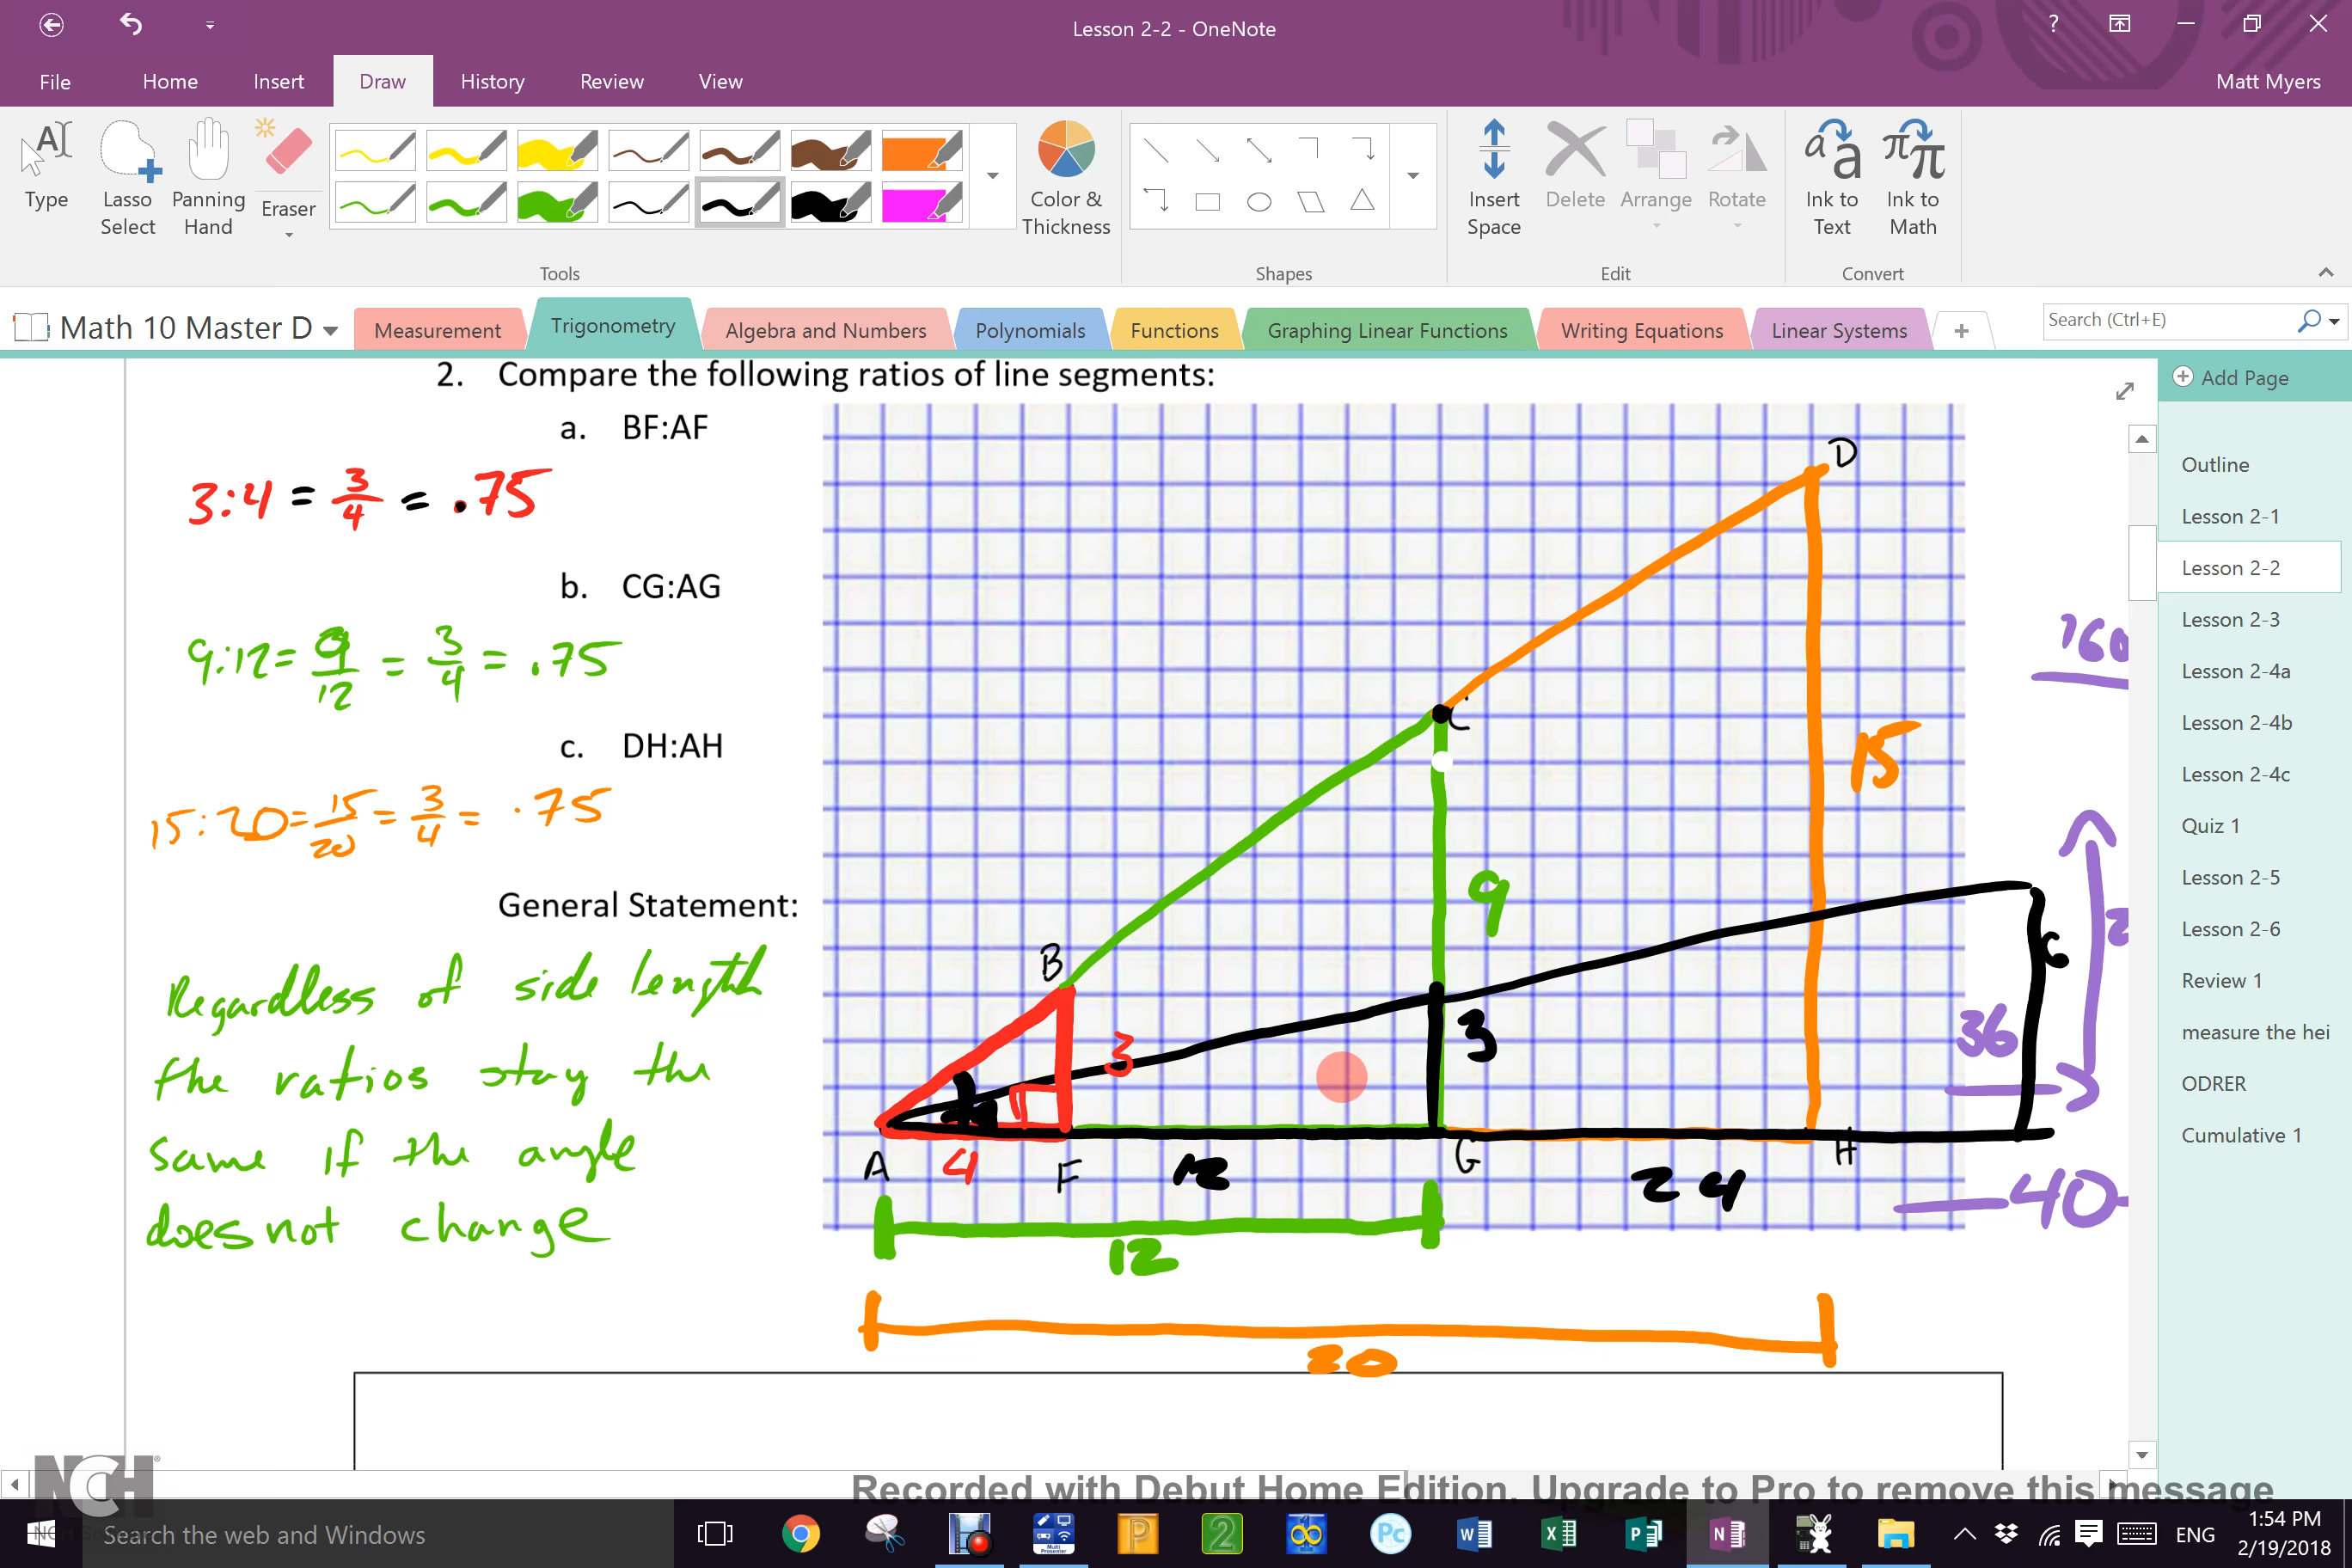 Lesson 2-2 - OneNote
?
File Home Insert Draw History Review View Matt Myers
Type
Lasso Select
Panning Hand
Eraser
Color & Thickness
Insert Space
Delete
Arrange
Rotate
Ink to Text
Ink to Math
Tools Shapes Edit Convert
Math 10 Master D Measurement Trigonometry Algebra and Numbers Polynomials Functions Graphing Linear Functions Writing Equations Linear Systems + Search (Ctrl+E)
2. Compare the following ratios of line segments:
a. BF:AF
3:4 = 3/4 = .75
b. CG:AG
9:12 = 9/12 = 3/4 = .75
c. DH:AH
15:20 = 15/20 = 3/4 = .75
General Statement:
Regardless of side length
the ratios stay the
same if the angle
does not change
D
C
15
9
B
6
3
3
A 4 F 12 G 24 H
12
20
160
36
40
Add Page
Outline
Lesson 2-1
Lesson 2-2
Lesson 2-3
Lesson 2-4a
Lesson 2-4b
Lesson 2-4c
Quiz 1
Lesson 2-5
Lesson 2-6
Review 1
measure the hei
ODRER
Cumulative 1
NCH
Recorded with Debut Home Edition. Upgrade to Pro to remove this message
Search the web and Windows
ENG
1:54 PM
2/19/2018